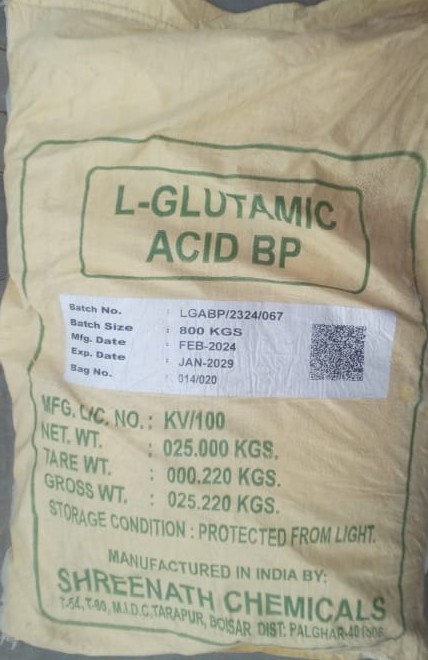 L-GLUTAMIC
ACID BP
Batch No. : LGABP/2324/067
Batch Size : 800 KGS
Mfg. Date : FEB-2024
Exp. Date : JAN-2029
Bag No. : 014/020
MFG. L/C. NO. : KV/100
NET. WT. : 025.000 KGS.
TARE WT. : 000.220 KGS.
GROSS WT. : 025.220 KGS.
STORAGE CONDITION : PROTECTED FROM LIGHT.
MANUFACTURED IN INDIA BY:
SHREENATH CHEMICALS
T-54, T-90, M.I.D.C, TARAPUR, BOISAR DIST: PALGHAR-401506